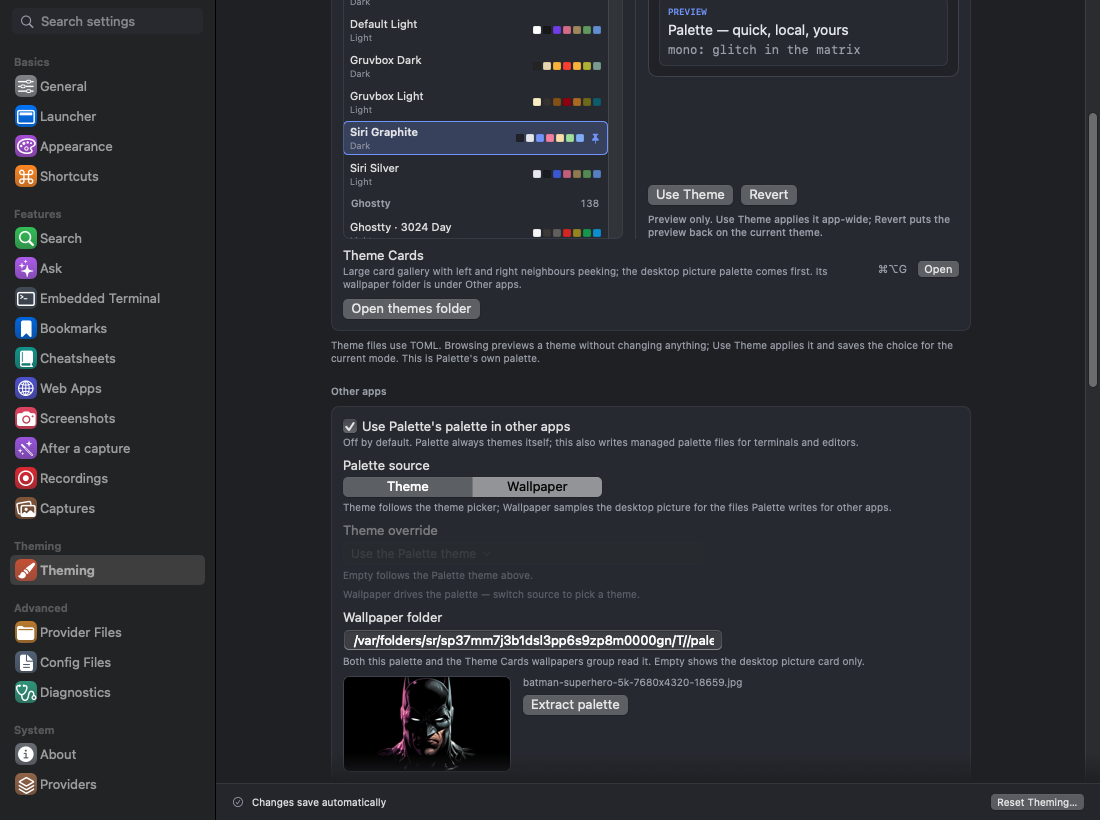 Search settings
Basics
General
Launcher
Appearance
Shortcuts
Features
Search
Ask
Embedded Terminal
Bookmarks
Cheatsheets
Web Apps
Screenshots
After a capture
Recordings
Captures
Theming
Theming
Advanced
Provider Files
Config Files
Diagnostics
System
About
Providers
Dark
Default Light
Light
Gruvbox Dark
Dark
Gruvbox Light
Light
Siri Graphite
Dark
Siri Silver
Light
Ghostty 138
Ghostty · 3024 Day
PREVIEW
Palette — quick, local, yours
mono: glitch in the matrix
Use Theme Revert
Preview only. Use Theme applies it app-wide; Revert puts the
preview back on the current theme.
Theme Cards
Large card gallery with left and right neighbours peeking; the desktop picture palette comes first. Its
wallpaper folder is under Other apps.
⌘⌥G Open
Open themes folder
Theme files use TOML. Browsing previews a theme without changing anything; Use Theme applies it and saves the choice for the
current mode. This is Palette's own palette.
Other apps
Use Palette's palette in other apps
Off by default. Palette always themes itself; this also writes managed palette files for terminals and editors.
Palette source
Theme Wallpaper
Theme follows the theme picker; Wallpaper samples the desktop picture for the files Palette writes for other apps.
Theme override
Use the Palette theme
Empty follows the Palette theme above.
Wallpaper drives the palette — switch source to pick a theme.
Wallpaper folder
/var/folders/sr/sp37mm7j3b1dsl3pp6s9zp8m0000gn/T//pale
Both this palette and the Theme Cards wallpapers group read it. Empty shows the desktop picture card only.
batman-superhero-5k-7680x4320-18659.jpg
Extract palette
Changes save automatically
Reset Theming...